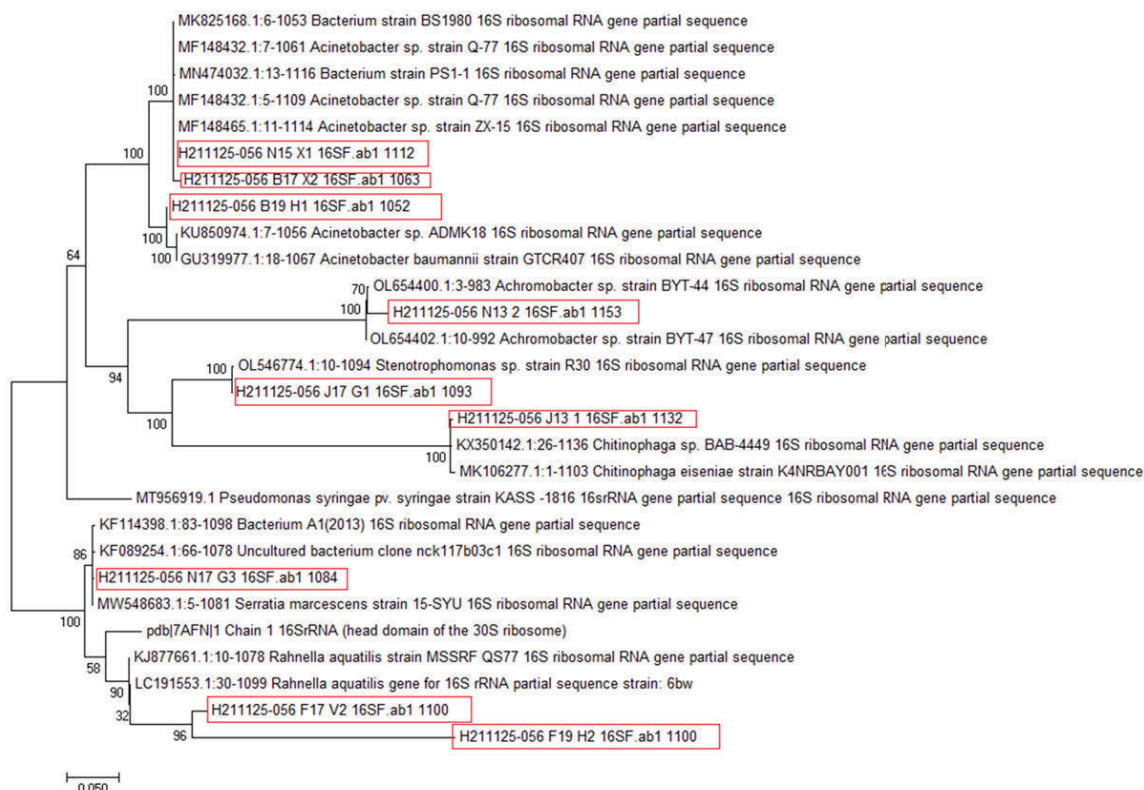 MK825168.1:6-1053 Bacterium strain BS1980 16S ribosomal RNA gene partial sequence
MF148432.1:7-1061 Acinetobacter sp. strain Q-77 16S ribosomal RNA gene partial sequence
MN474032.1:13-1116 Bacterium strain PS1-1 16S ribosomal RNA gene partial sequence
100
MF148432.1:5-1109 Acinetobacter sp. strain Q-77 16S ribosomal RNA gene partial sequence
MF148465.1:11-1114 Acinetobacter sp. strain ZX-15 16S ribosomal RNA gene partial sequence
100
H211125-056 N15 X1 16SF.ab1 1112
H211125-056 B17 X2 16SF.ab1 1063
H211125-056 B19 H1 16SF.ab1 1052
100
KU850974.1:7-1056 Acinetobacter sp. ADMK18 16S ribosomal RNA gene partial sequence
64
100
GU319977.1:18-1067 Acinetobacter baumannii strain GTCR407 16S ribosomal RNA gene partial sequence
70
OL654400.1:3-983 Achromobacter sp. strain BYT-44 16S ribosomal RNA gene partial sequence
100
H211125-056 N13 2 16SF.ab1 1153
OL654402.1:10-992 Achromobacter sp. strain BYT-47 16S ribosomal RNA gene partial sequence
94
100
OL546774.1:10-1094 Stenotrophomonas sp. strain R30 16S ribosomal RNA gene partial sequence
H211125-056 J17 G1 16SF.ab1 1093
100
H211125-056 J13 1 16SF.ab1 1132
KX350142.1:26-1136 Chitinophaga sp. BAB-4449 16S ribosomal RNA gene partial sequence
100
MK106277.1:1-1103 Chitinophaga eiseniae strain K4NRBAY001 16S ribosomal RNA gene partial sequence
MT956919.1 Pseudomonas syringae pv. syringae strain KASS -1816 16srRNA gene partial sequence 16S ribosomal RNA gene partial sequence
KF114398.1:83-1098 Bacterium A1(2013) 16S ribosomal RNA gene partial sequence
86
KF089254.1:66-1078 Uncultured bacterium clone nck117b03c1 16S ribosomal RNA gene partial sequence
H211125-056 N17 G3 16SF.ab1 1084
MW548683.1:5-1081 Serratia marcescens strain 15-SYU 16S ribosomal RNA gene partial sequence
100
pdb|7AFN|1 Chain 1 16SrRNA (head domain of the 30S ribosome)
58
KJ877661.1:10-1078 Rahnella aquatilis strain MSSRF QS77 16S ribosomal RNA gene partial sequence
90
LC191553.1:30-1099 Rahnella aquatilis gene for 16S rRNA partial sequence strain: 6bw
32
H211125-056 F17 V2 16SF.ab1 1100
96
H211125-056 F19 H2 16SF.ab1 1100
0.050